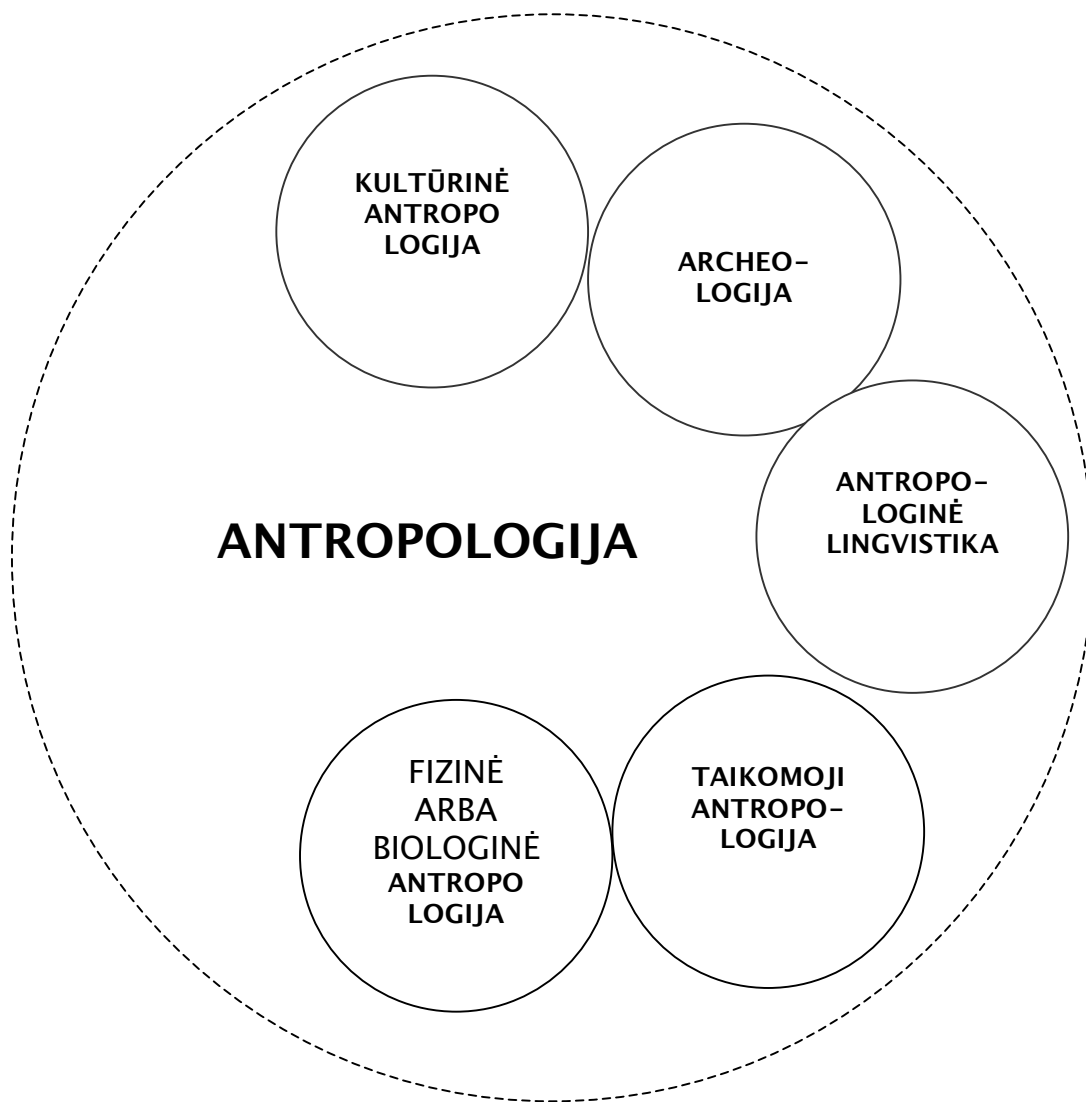 KULTŪRINĖ
ANTROPO
LOGIJA
ARCHEO-
LOGIJA
ANTROPO-
LOGINĖ
LINGVISTIKA
ANTROPOLOGIJA
FIZINĖ
ARBA
BIOLOGINĖ
ANTROPO
LOGIJA
TAIKOMOJI
ANTROPO-
LOGIJA